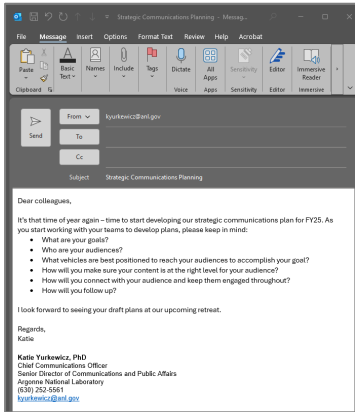 Strategic Communications Planning - Messag...
File Message Insert Options Format Text Review Help Acrobat
Paste Basic Text Names Include Tags Dictate All Apps Sensitivity Editor Immersive Reader
Clipboard Voice Apps Sensitivity Editor Immersive
Send
From kyurkewicz@anl.gov
To
Cc
Subject Strategic Communications Planning
Dear colleagues,
It's that time of year again – time to start developing our strategic communications plan for FY25. As
you start working with your teams to develop plans, please keep in mind:
• What are your goals?
• Who are your audiences?
• What vehicles are best positioned to reach your audiences to accomplish your goal?
• How will you make sure your content is at the right level for your audience?
• How will you connect with your audience and keep them engaged throughout?
• How will you follow up?
I look forward to seeing your draft plans at our upcoming retreat.
Regards,
Katie
Katie Yurkewicz, PhD
Chief Communications Officer
Senior Director of Communications and Public Affairs
Argonne National Laboratory
(630) 252-5561
kyurkewicz@anl.gov